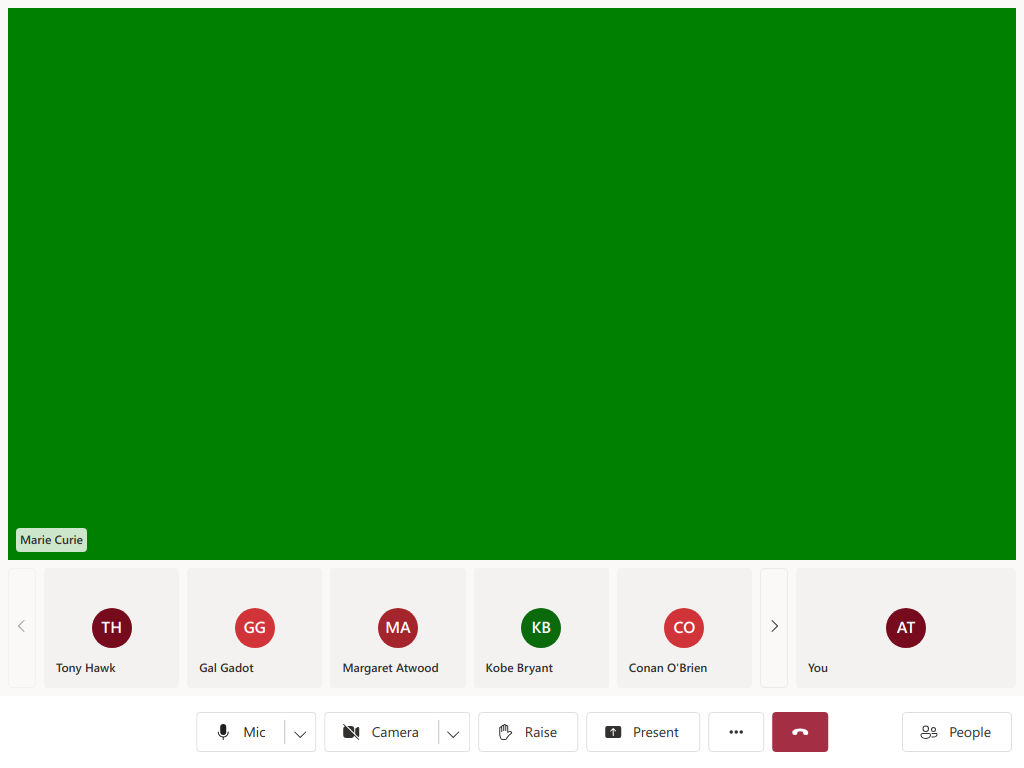 Marie Curie
TH
GG
MA
KB
CO
AT
Tony Hawk
Gal Gadot
Margaret Atwood
Kobe Bryant
Conan O'Brien
You
Mic
Camera
Raise
Present
People